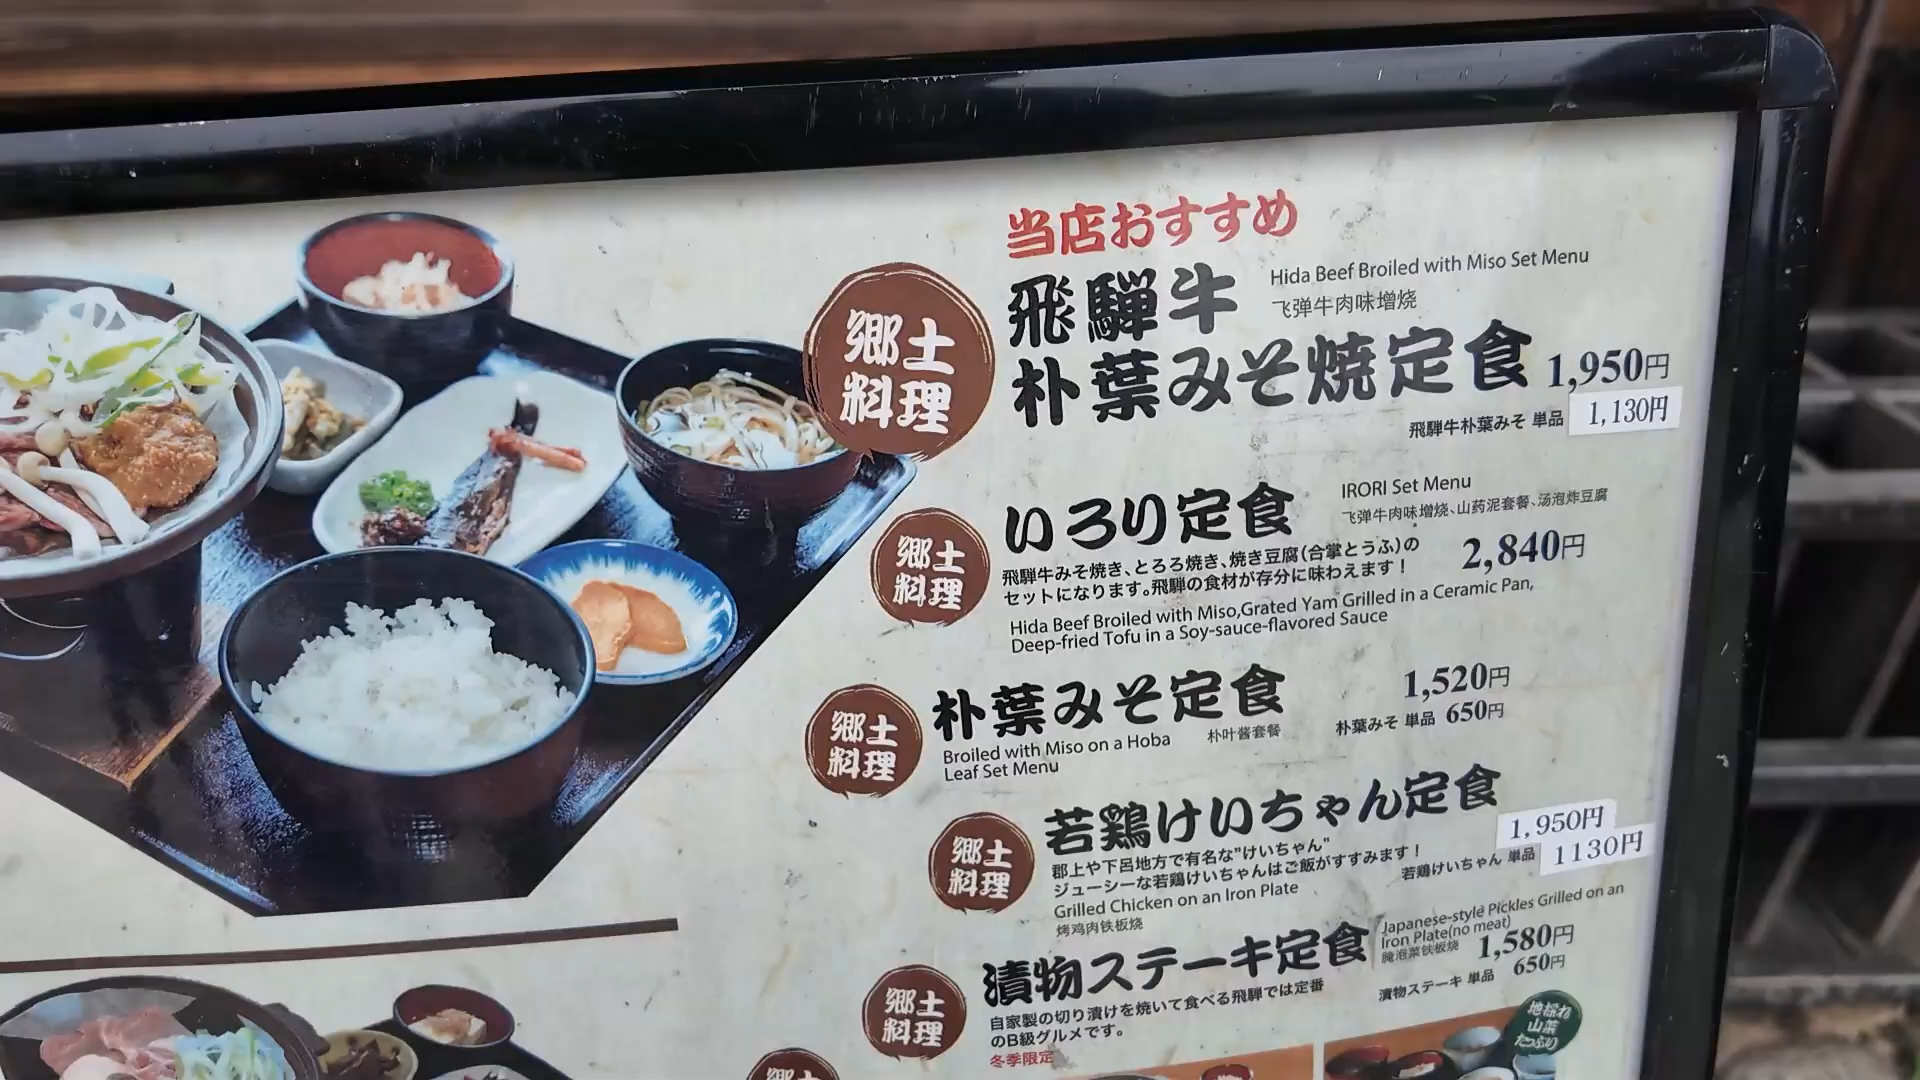 当店おすすめ
郷土
料理
飛騨牛
Hida Beef Broiled with Miso Set Menu
飞弹牛肉味增烧
朴葉みそ焼定食 1,950円
飛騨牛朴葉みそ 単品 1,130円
郷土
料理
いろり定食
IRORI Set Menu
飞弹牛肉味增烧、山药泥套餐、汤泡炸豆腐
2,840円
飛騨牛みそ焼き、とろろ焼き、焼き豆腐(合掌とうふ)の
セットになります。飛騨の食材が存分に味わえます!
Hida Beef Broiled with Miso,Grated Yam Grilled in a Ceramic Pan,
Deep-fried Tofu in a Soy-sauce-flavored Sauce
郷土
料理
朴葉みそ定食
1,520円
朴葉みそ 単品 650円
Broiled with Miso on a Hoba
Leaf Set Menu
朴叶酱套餐
郷土
料理
若鶏けいちゃん定食
1,950円
郡上や下呂地方で有名な"けいちゃん"
ジューシーな若鶏けいちゃんはご飯がすすみます!
若鶏けいちゃん 単品 1130円
Grilled Chicken on an Iron Plate
烤鸡肉铁板烧
郷土
料理
漬物ステーキ定食
Japanese-style Pickles Grilled on an
Iron Plate(no meat)
腌泡菜铁板烧
1,580円
漬物ステーキ 単品 650円
自家製の切り漬けを焼いて食べる飛騨では定番
のB級グルメです。
冬季限定
地採れ
山菜
たっぷり